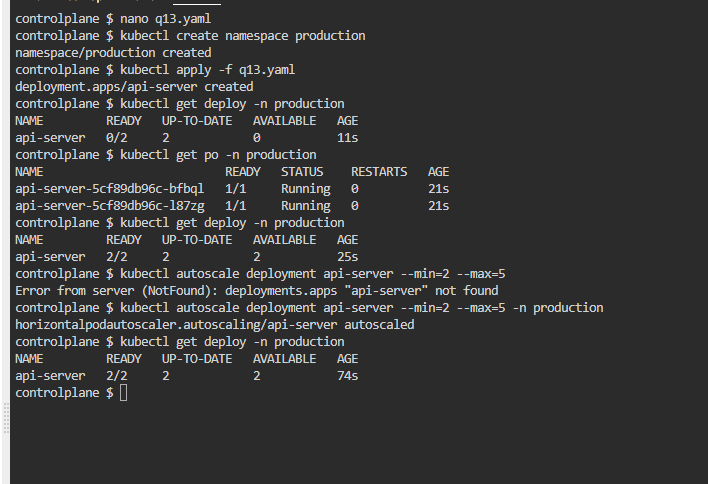 controlplane $ nano q13.yaml
controlplane $ kubectl create namespace production
namespace/production created
controlplane $ kubectl apply -f q13.yaml
deployment.apps/api-server created
controlplane $ kubectl get deploy -n production
NAME         READY   UP-TO-DATE   AVAILABLE   AGE
api-server   0/2     2            0           11s
controlplane $ kubectl get po -n production
NAME                          READY   STATUS    RESTARTS   AGE
api-server-5cf89db96c-bfbql   1/1     Running   0          21s
api-server-5cf89db96c-l87zg   1/1     Running   0          21s
controlplane $ kubectl get deploy -n production
NAME         READY   UP-TO-DATE   AVAILABLE   AGE
api-server   2/2     2            2           25s
controlplane $ kubectl autoscale deployment api-server --min=2 --max=5
Error from server (NotFound): deployments.apps "api-server" not found
controlplane $ kubectl autoscale deployment api-server --min=2 --max=5 -n production
horizontalpodautoscaler.autoscaling/api-server autoscaled
controlplane $ kubectl get deploy -n production
NAME         READY   UP-TO-DATE   AVAILABLE   AGE
api-server   2/2     2            2           74s
controlplane $